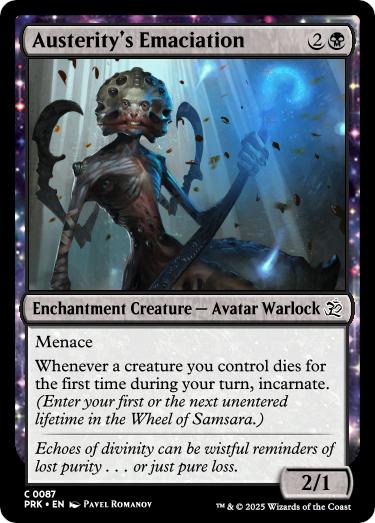 Austerity's Emaciation 2
Enchantment Creature — Avatar Warlock
Menace
Whenever a creature you control dies for
the first time during your turn, incarnate.
(Enter your first or the next unentered
lifetime in the Wheel of Samsara.)
Echoes of divinity can be wistful reminders of
lost purity . . . or just pure loss.
2/1
C 0087
PRK • EN Pavel Romanov
™ & © 2025 Wizards of the Coast